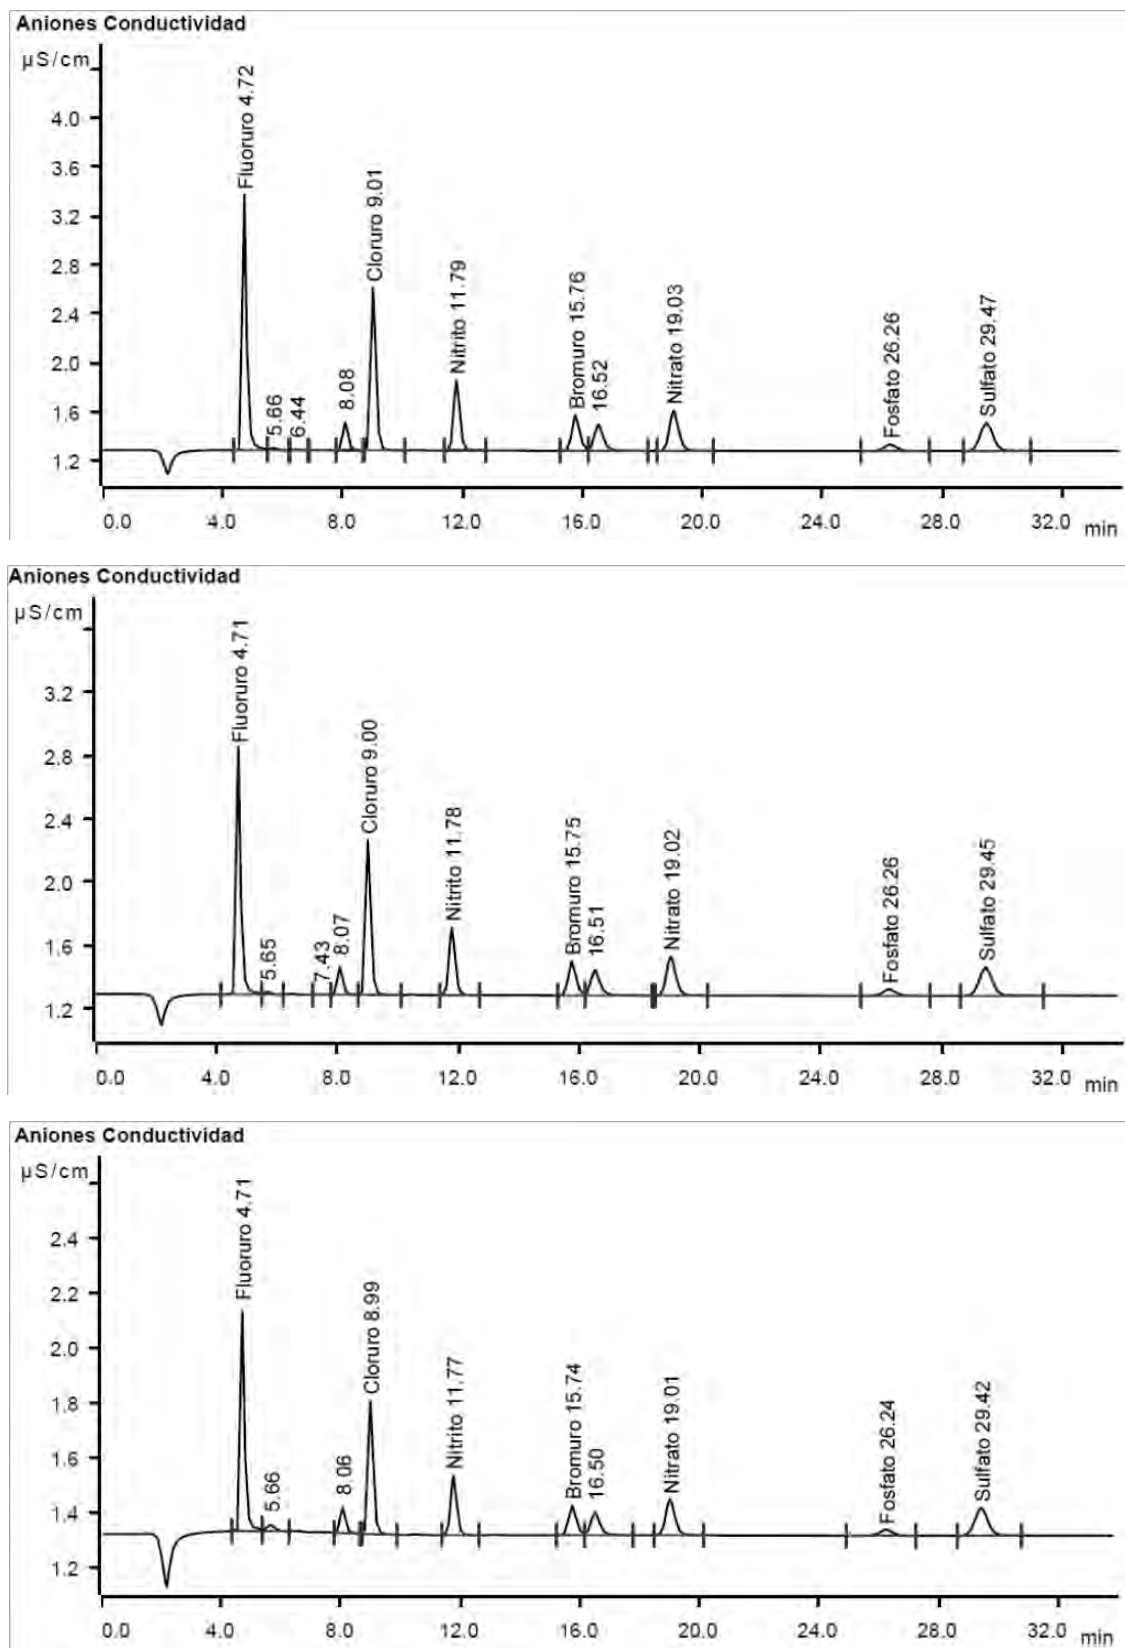 Aniones Conductividad
µS/cm
4.0
3.6
3.2
2.8
2.4
2.0
1.6
1.2
Fluoruro 4.72
5.66
6.44
8.08
Cloruro 9.01
Nitrito 11.79
Bromuro 15.76
16.52
Nitrato 19.03
Fosfato 26.26
Sulfato 29.47
0.0 4.0 8.0 12.0 16.0 20.0 24.0 28.0 32.0 min
Aniones Conductividad
µS/cm
3.2
2.8
2.4
2.0
1.6
1.2
Fluoruro 4.71
5.65
7.43
8.07
Cloruro 9.00
Nitrito 11.78
Bromuro 15.75
16.51
Nitrato 19.02
Fosfato 26.26
Sulfato 29.45
0.0 4.0 8.0 12.0 16.0 20.0 24.0 28.0 32.0 min
Aniones Conductividad
µS/cm
2.4
2.2
2.0
1.8
1.6
1.4
1.2
Fluoruro 4.71
5.66
8.06
Cloruro 8.99
Nitrito 11.77
Bromuro 15.74
16.50
Nitrato 19.01
Fosfato 26.24
Sulfato 29.42
0.0 4.0 8.0 12.0 16.0 20.0 24.0 28.0 32.0 min